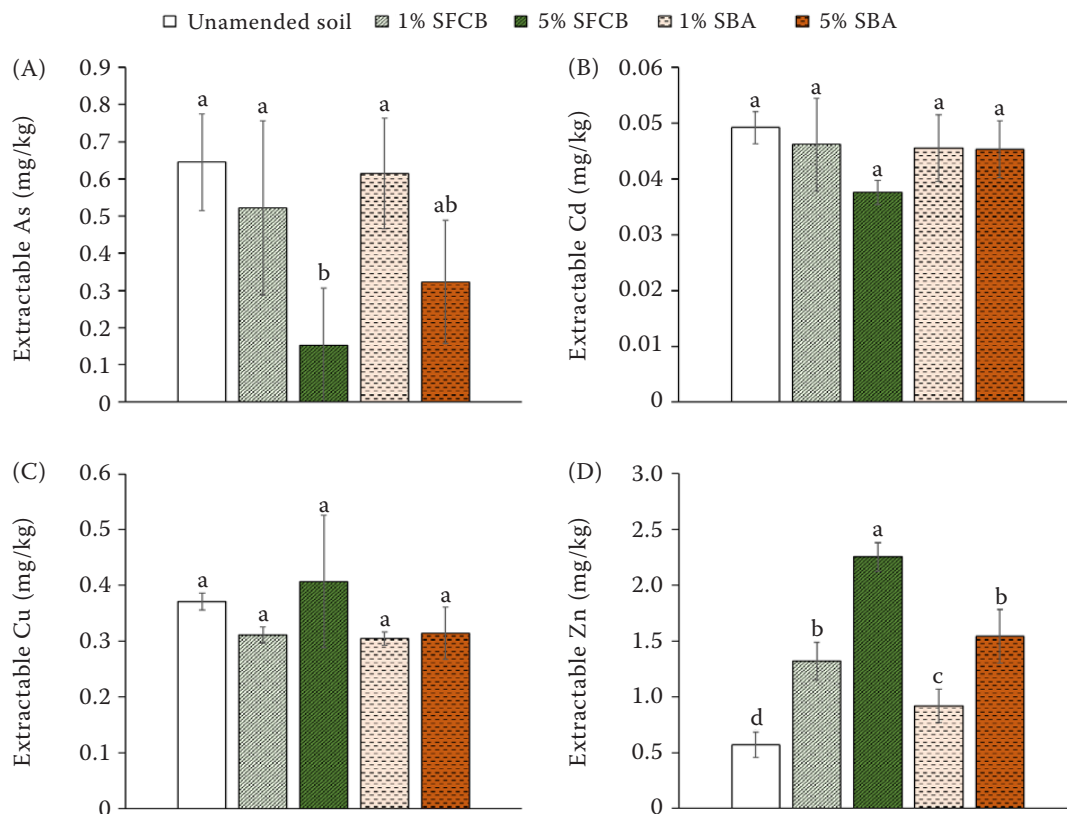 Unamended soil 1% SFCB 5% SFCB 1% SBA 5% SBA
(A)
Extractable As (mg/kg)
0.9
0.8
0.7
0.6
0.5
0.4
0.3
0.2
0.1
0
a a b a ab
(B)
Extractable Cd (mg/kg)
0.06
0.05
0.04
0.03
0.02
0.01
0
a a a a a
(C)
Extractable Cu (mg/kg)
0.6
0.5
0.4
0.3
0.2
0.1
0
a a a a a
(D)
Extractable Zn (mg/kg)
3.0
2.5
2.0
1.5
1.0
0.5
0
d b a c b